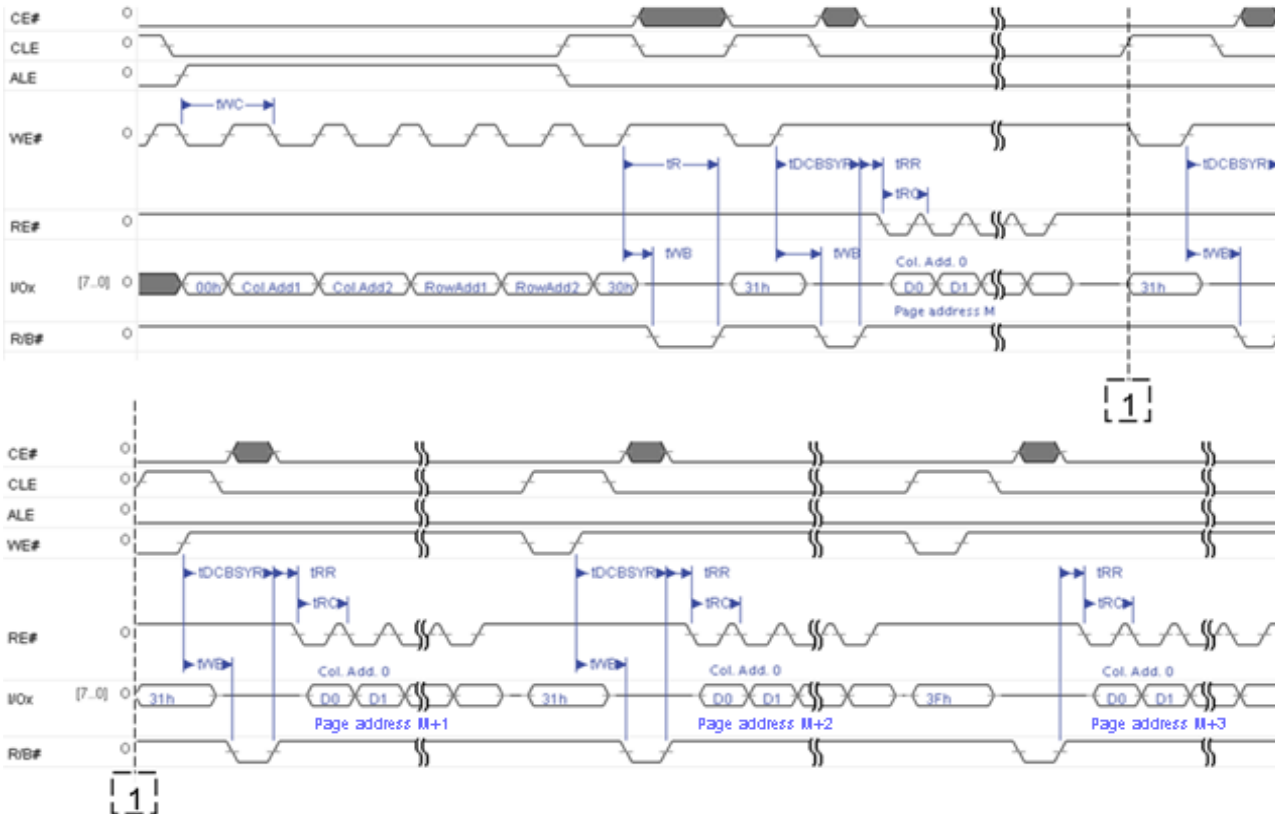 CE#
CLE
ALE
tWC
WE#
tR tDCBSYR tRR tDCBSYR
tRC
RE#
tWB tWB tWB
Col. Add. 0
I/Ox [7..0] 00h Col.Add1 Col.Add2 RowAdd1 RowAdd2 30h 31h D0 D1 31h
Page address M
R/B#
1
CE#
CLE
ALE
WE#
tDCBSYR tRR tDCBSYR tRR tRR
tRC tRC tRC
RE#
tWB tWB
Col. Add. 0 Col. Add. 0 Col. Add. 0
I/Ox [7..0] 31h D0 D1 31h D0 D1 3Fh D0 D1
Page address M+1 Page address M+2 Page address M+3
R/B#
1